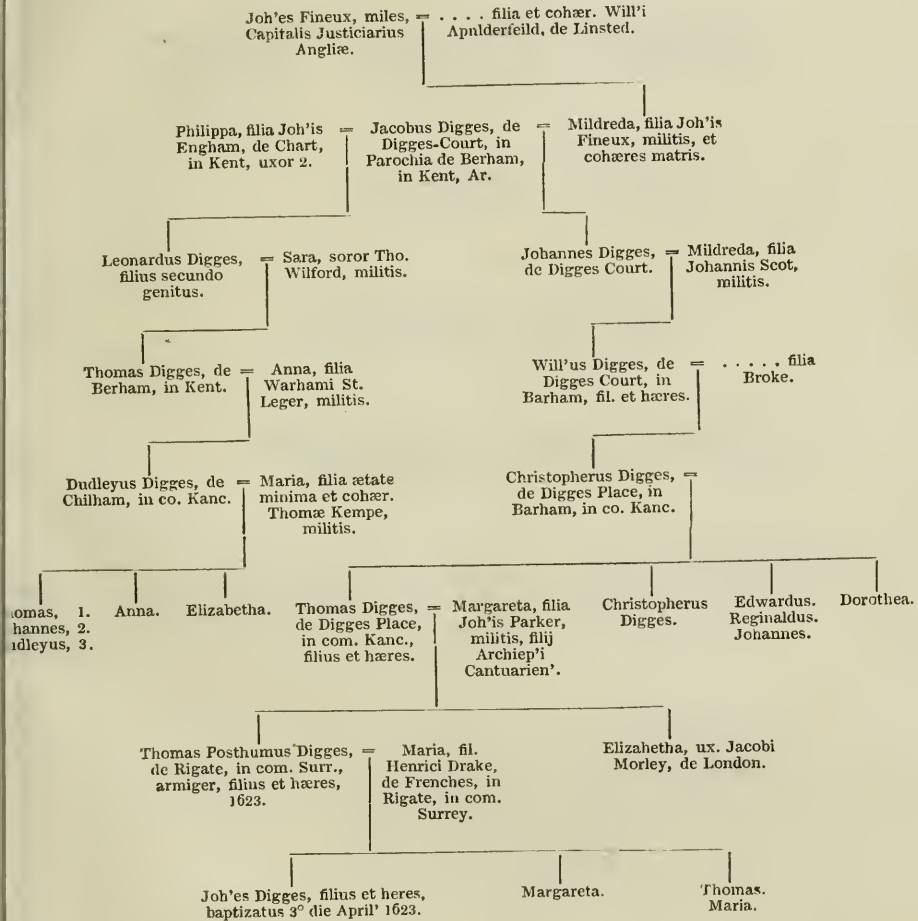 Joh'es Fineux, miles, = . . . . filia et cohær. Will'i
Capitalis Justiciarius Apulderfeild, de Linsted.
Angliæ.
Philippa, filia Joh'is = Jacobus Digges, de = Mildreda, filia Joh'is
Engham, de Chart, Digges-Court, in Fineux, militis, et
in Kent, uxor 2. Parochia de Berham, cohæres matris.
in Kent, Ar.
Leonardus Digges, = Sara, soror Tho.
filius secundo Wilford, militis.
genitus.
Johannes Digges, = Mildreda, filia
de Digges Court. Johannis Scot,
militis.
Thomas Digges, de = Anna, filia
Berham, in Kent. Warhami St.
Leger, militis.
Will'us Digges, de = . . . . . filia
Digges Court, in Broke.
Barham, fil. et hæres.
Dudleyus Digges, de = Maria, filia ætate
Chilham, in co. Kanc. minima et cohær.
Thomæ Kempe,
militis.
Christopherus Digges, =
de Digges Place, in
Barham, in co. Kanc.
omas, 1.
hannes, 2.
dleyus, 3.
Anna.
Elizabetha.
Thomas Digges, = Margareta, filia
de Digges Place, Joh'is Parker,
in com. Kanc., militis, filij
filius et hæres. Archiep'i
Cantuarien'.
Christopherus
Digges.
Edwardus.
Reginaldus.
Johannes.
Dorothea.
Thomas Posthumus Digges, = Maria, fil.
de Rigate, in com. Surr., Henrici Drake,
armiger, filius et hæres, de Frenches, in
1623. Rigate, in com.
Surrey.
Elizahetha, ux. Jacobi
Morley, de London.
Joh'es Digges, filius et heres,
baptizatus 3° die April' 1623.
Margareta.
Thomas.
Maria.